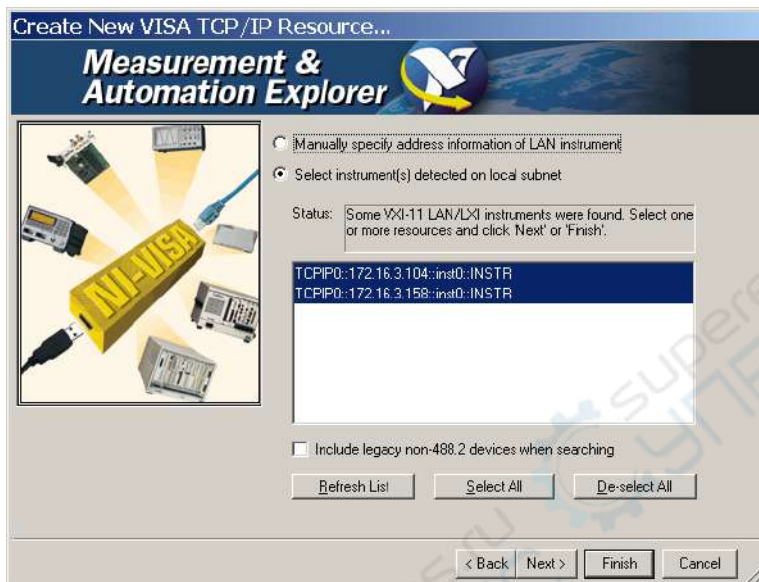 Create New VISA TCP/IP Resource...
Measurement &
Automation Explorer
Manually specify address information of LAN instrument
Select instrument(s) detected on local subnet
Status:
Some VXI-11 LAN/LXI instruments were found. Select one
or more resources and click 'Next' or 'Finish'.
TCPIP0::172.16.3.104::inst0::INSTR
TCPIP0::172.16.3.158::inst0::INSTR
NI-VISA
Include legacy non-488.2 devices when searching
Refresh List
Select All
De-select All
< Back
Next >
Finish
Cancel